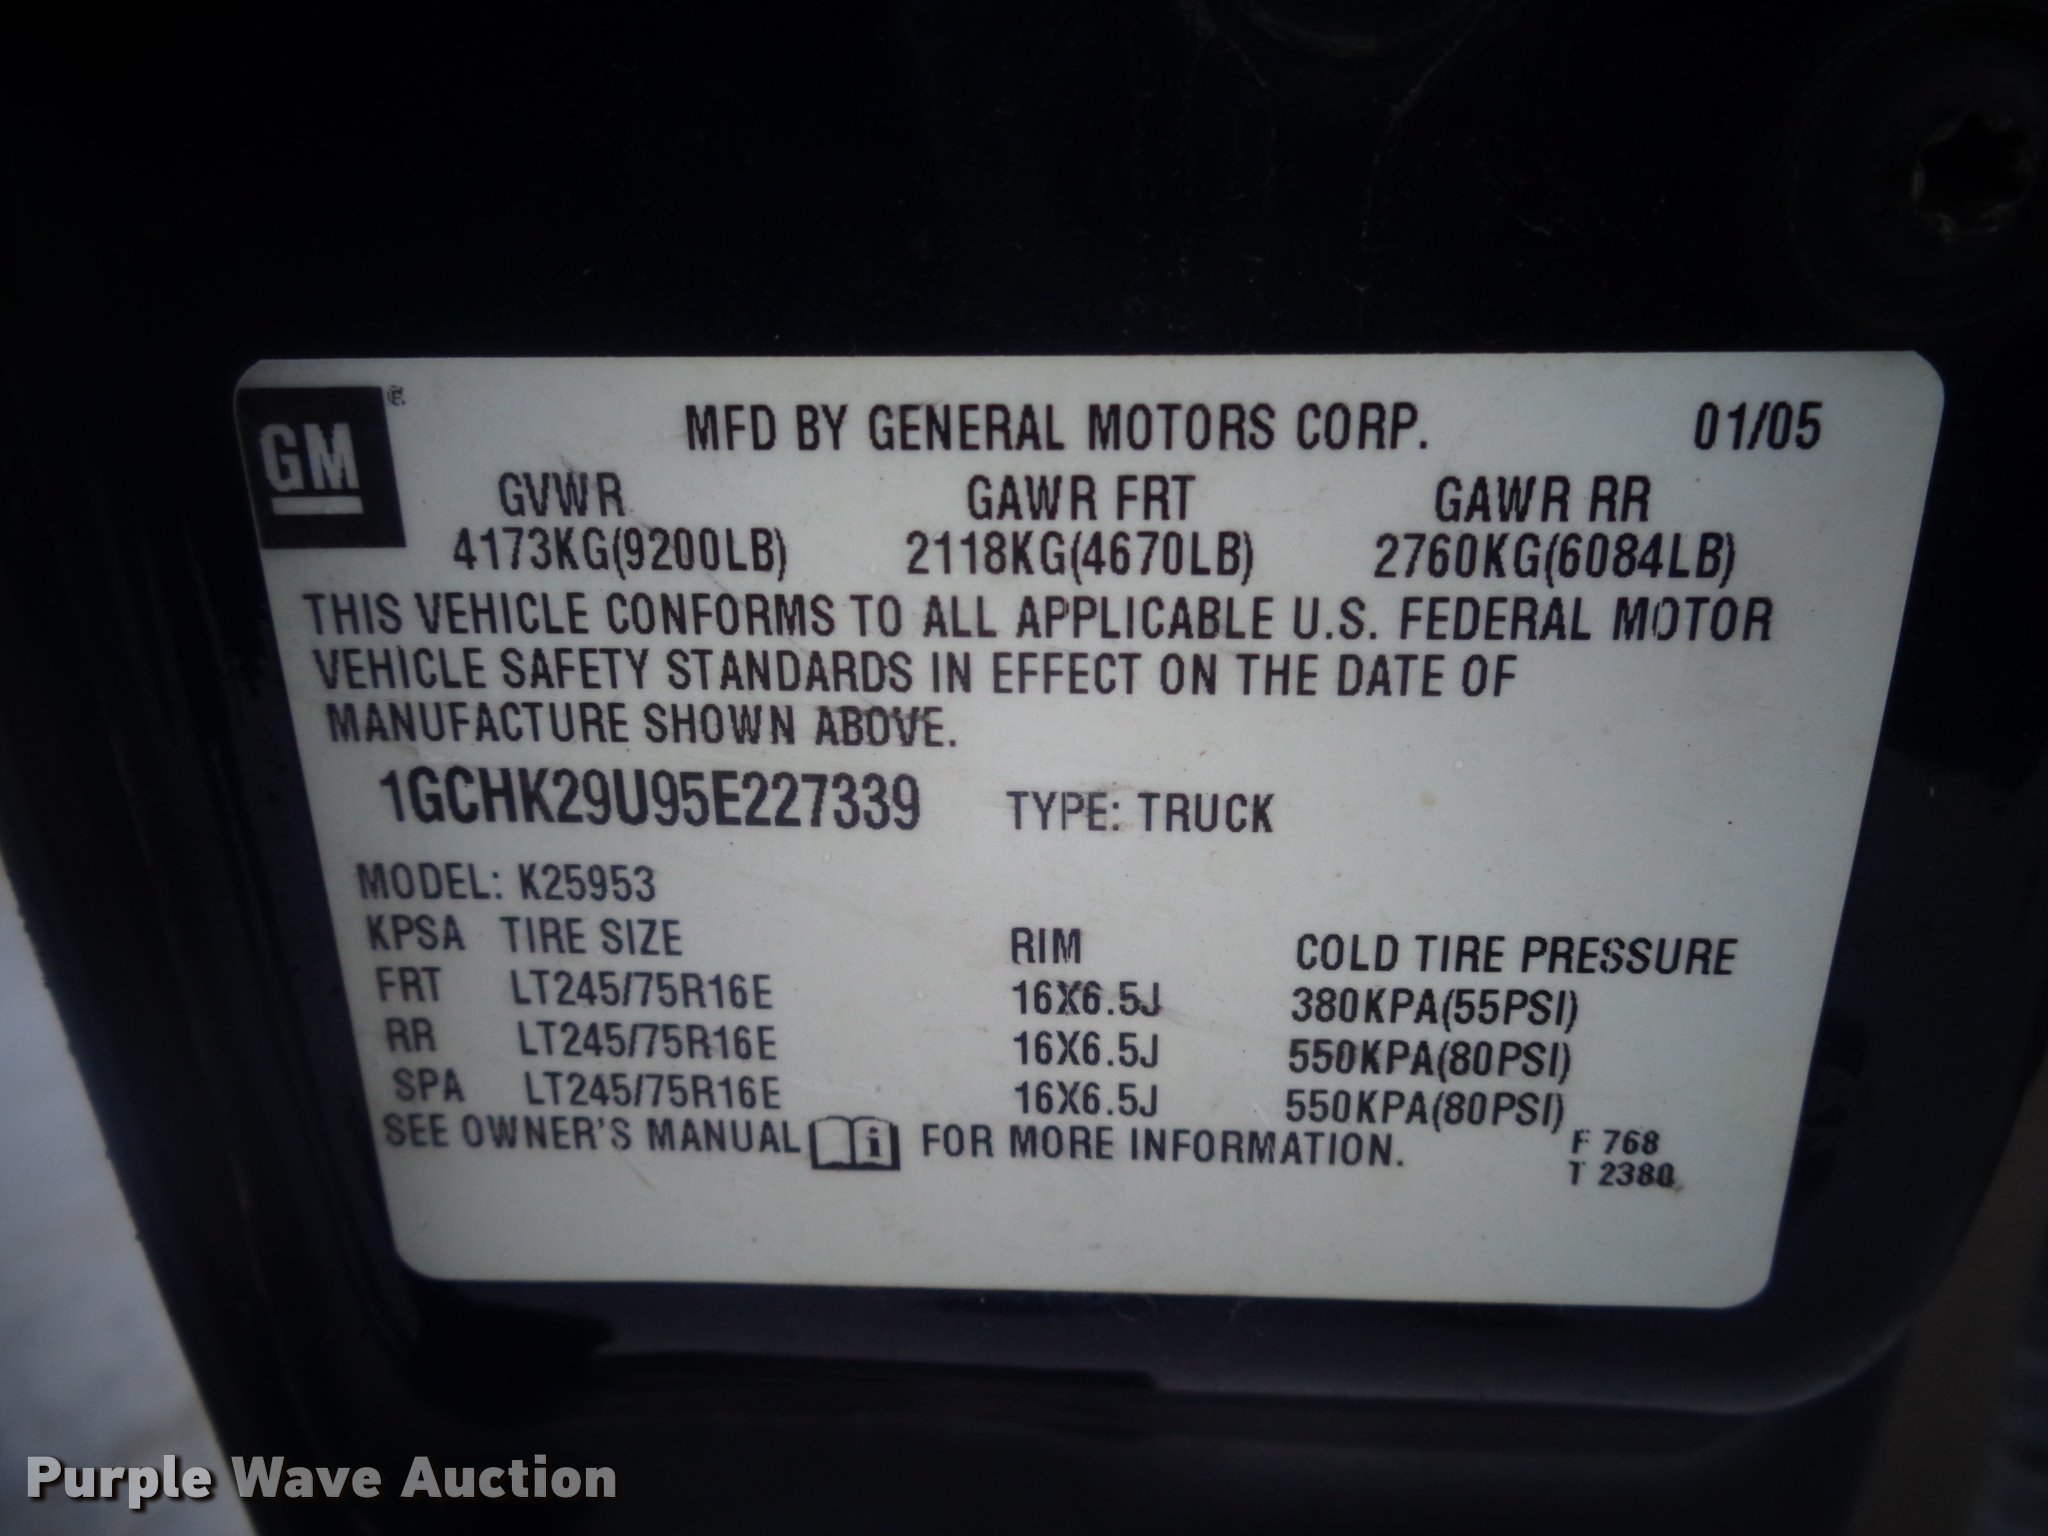 GM
MFD BY GENERAL MOTORS CORP. 01/05
GVWR GAWR FRT GAWR RR
4173KG(9200LB) 2118KG(4670LB) 2760KG(6084LB)
THIS VEHICLE CONFORMS TO ALL APPLICABLE U.S. FEDERAL MOTOR
VEHICLE SAFETY STANDARDS IN EFFECT ON THE DATE OF
MANUFACTURE SHOWN ABOVE.
1GCHK29U95E227339 TYPE: TRUCK
MODEL: K25953
KPSA TIRE SIZE RIM COLD TIRE PRESSURE
FRT LT245/75R16E 16X6.5J 380KPA(55PSI)
RR LT245/75R16E 16X6.5J 550KPA(80PSI)
SPA LT245/75R16E 16X6.5J 550KPA(80PSI)
SEE OWNER'S MANUAL i FOR MORE INFORMATION.
F 768
T 2380
Purple Wave Auction